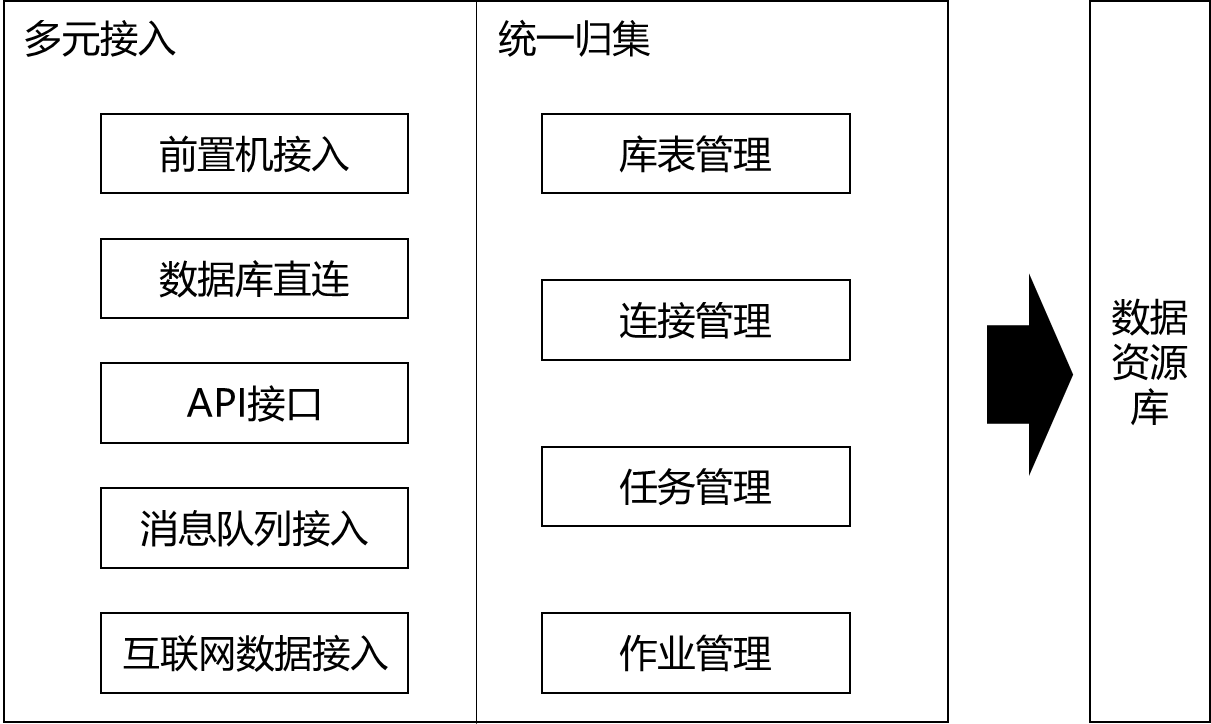 多元接入
前置机接入
数据库直连
API接口
消息队列接入
互联网数据接入
统一归集
库表管理
连接管理
任务管理
作业管理
数据
资源
库